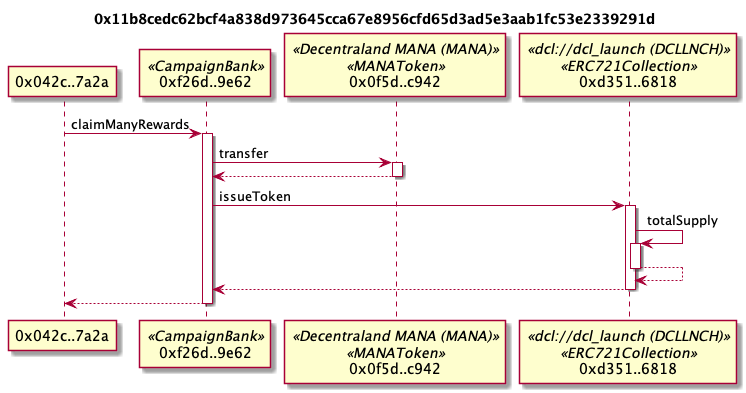 0x11b8cedc62bcf4a838d973645cca67e8956cfd65d3ad5e3aab1fc53e2339291d
0x042c..7a2a
«CampaignBank»
0xf26d..9e62
«Decentraland MANA (MANA)»
«MANAToken»
0x0f5d..c942
«dcl://dcl_launch (DCLLNCH)»
«ERC721Collection»
0xd351..6818
claimManyRewards
transfer
issueToken
totalSupply
0x042c..7a2a
«CampaignBank»
0xf26d..9e62
«Decentraland MANA (MANA)»
«MANAToken»
0x0f5d..c942
«dcl://dcl_launch (DCLLNCH)»
«ERC721Collection»
0xd351..6818